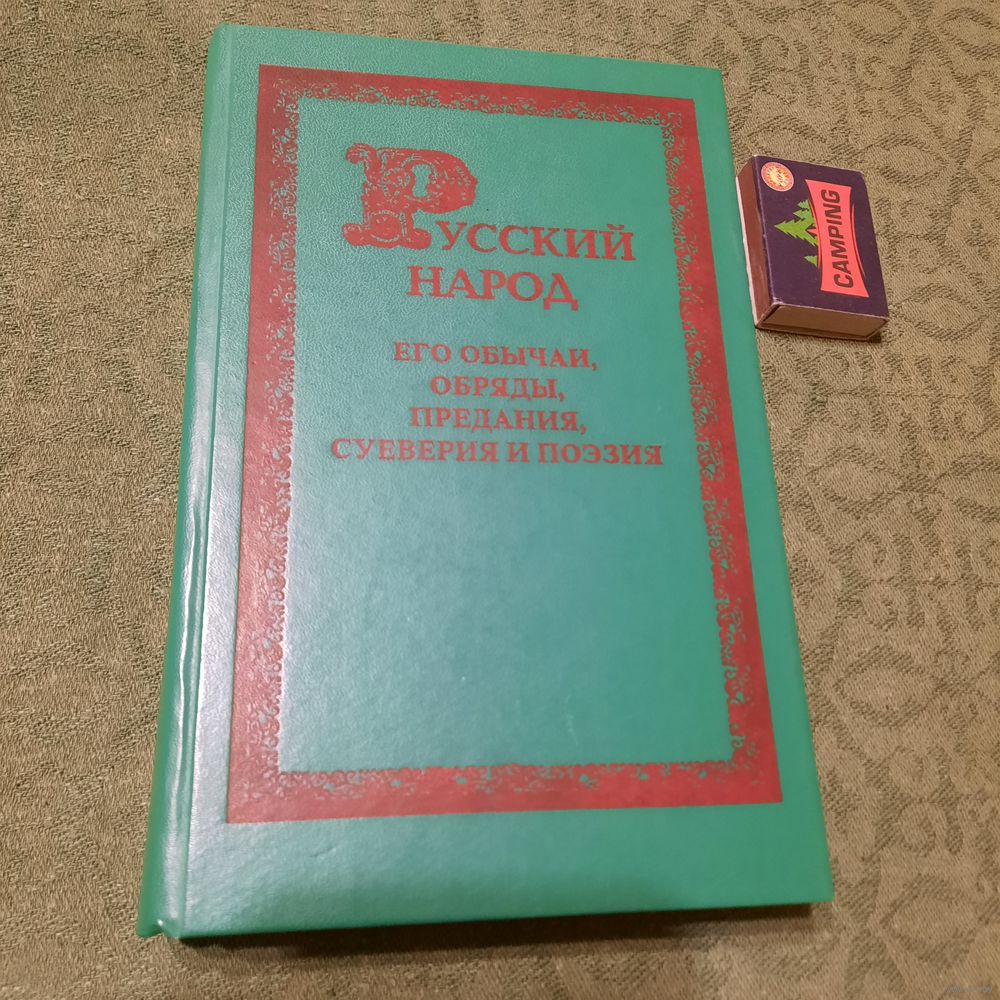 РУССКИЙ
НАРОД
ЕГО ОБЫЧАИ,
ОБРЯДЫ,
ПРЕДАНИЯ,
СУЕВЕРИЯ И ПОЭЗИЯ
CAMPING